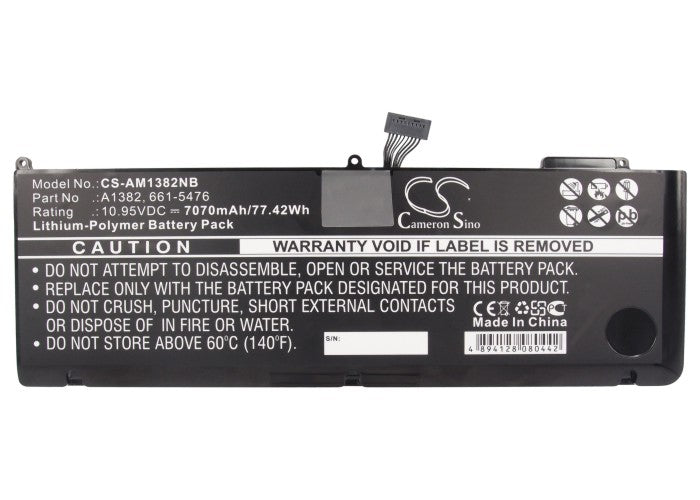 Model No. :CS-AM1382NB
P/N :A1382, 661-5476
Rating :10.95VDC ⎓ 7070mAh/77.42Wh
Lithium-Polymer Battery Pack
CS
Cameron Sino
CAUTION
WARRANTY VOID IF LABEL IS REMOVED
• DO NOT ATTEMPT TO DISASSEMBLE, OPEN OR SERVICE THE BATTERY PACK.
• REPLACE ONLY WITH THE BATTERY PACK DESIGNATED FOR THIS PRODUCT.
• DO NOT CRUSH, PUNCTURE, SHORT EXTERNAL CONTACTS
OR DISPOSE OF IN FIRE OR WATER.
• DO NOT STORE ABOVE 60°C (140°F).
S/N:
CE
Made In China
4 894128 080442
Pb